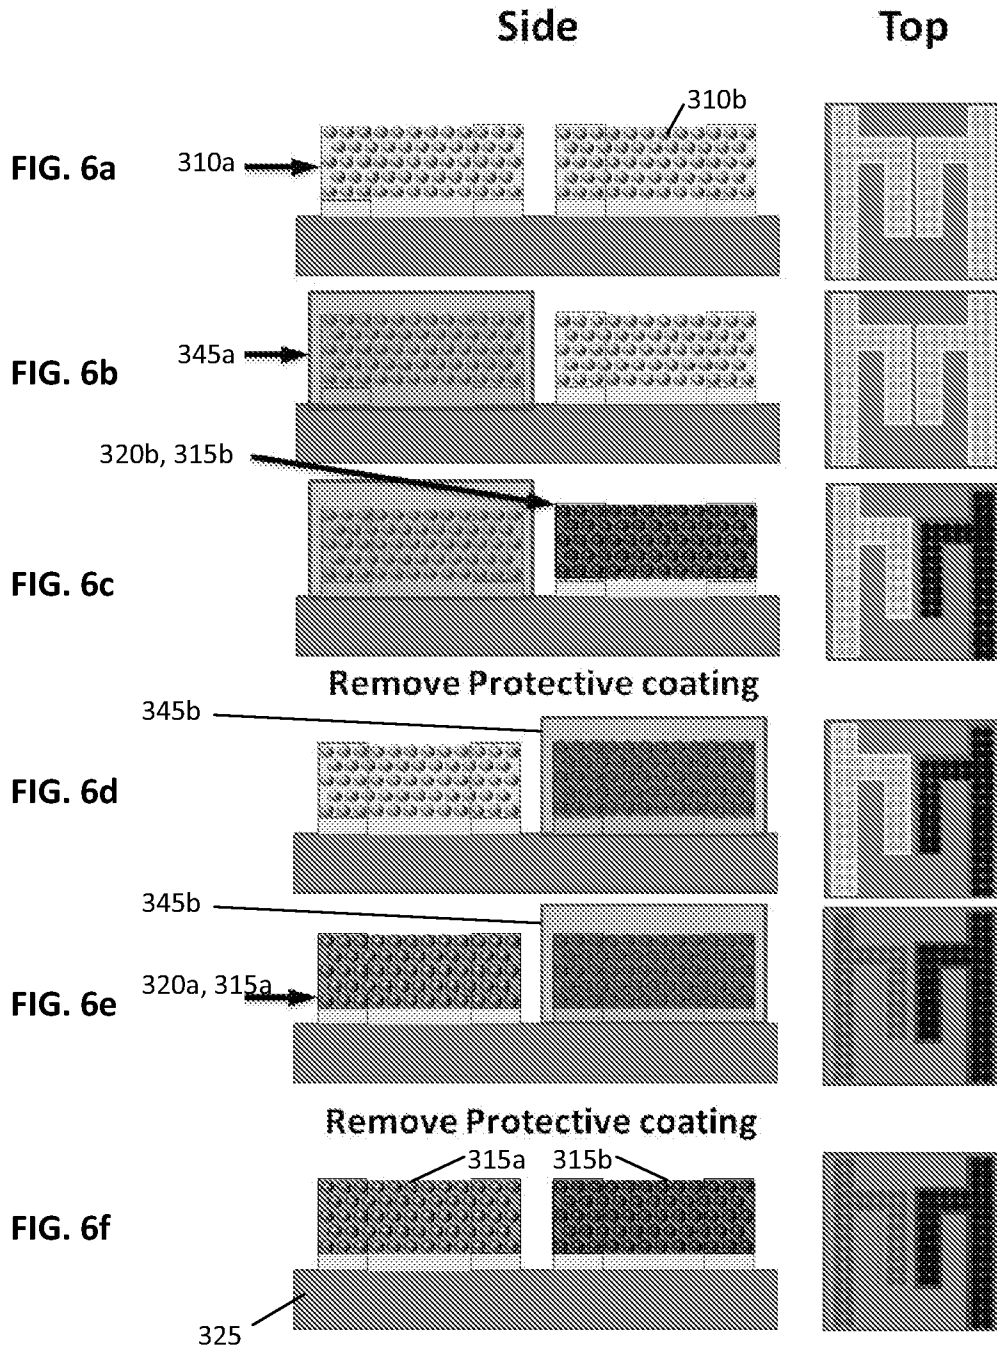 Side Top
310b
FIG. 6a 310a
FIG. 6b 345a
320b, 315b
FIG. 6c
Remove Protective coating
345b
FIG. 6d
345b
FIG. 6e 320a, 315a
Remove Protective coating
315a 315b
FIG. 6f
325